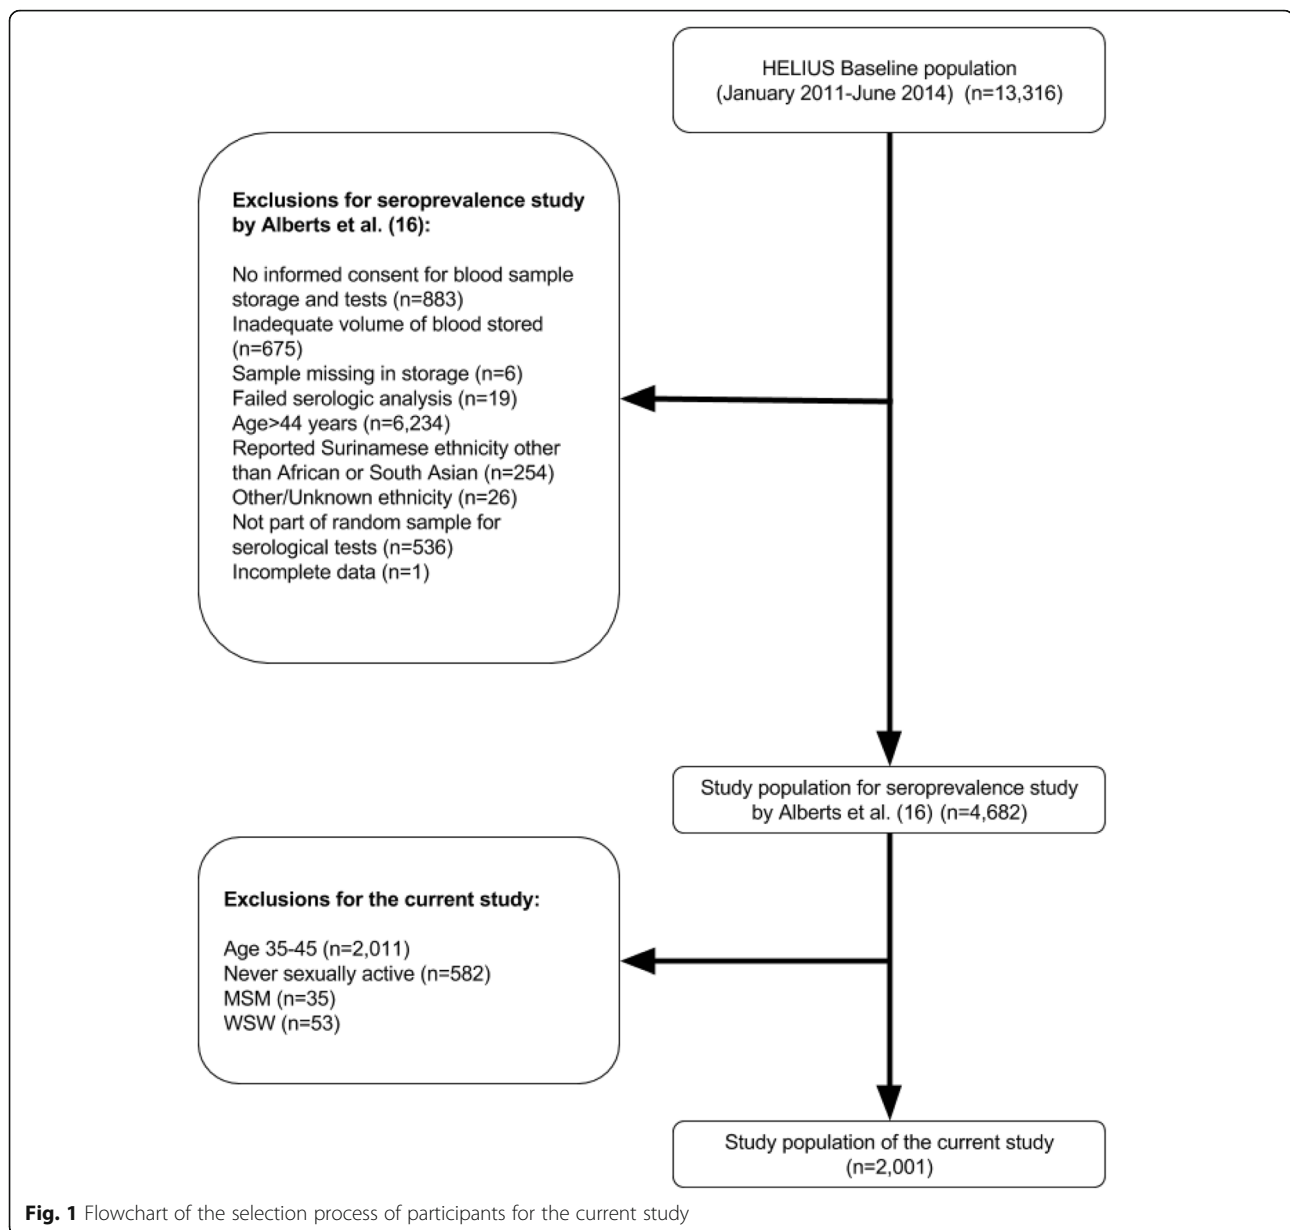 HELIUS Baseline population
(January 2011-June 2014) (n=13,316)
Exclusions for seroprevalence study
by Alberts et al. (16):
No informed consent for blood sample
storage and tests (n=883)
Inadequate volume of blood stored
(n=675)
Sample missing in storage (n=6)
Failed serologic analysis (n=19)
Age>44 years (n=6,234)
Reported Surinamese ethnicity other
than African or South Asian (n=254)
Other/Unknown ethnicity (n=26)
Not part of random sample for
serological tests (n=536)
Incomplete data (n=1)
Study population for seroprevalence study
by Alberts et al. (16) (n=4,682)
Exclusions for the current study:
Age 35-45 (n=2,011)
Never sexually active (n=582)
MSM (n=35)
WSW (n=53)
Study population of the current study
(n=2,001)
Fig. 1 Flowchart of the selection process of participants for the current study